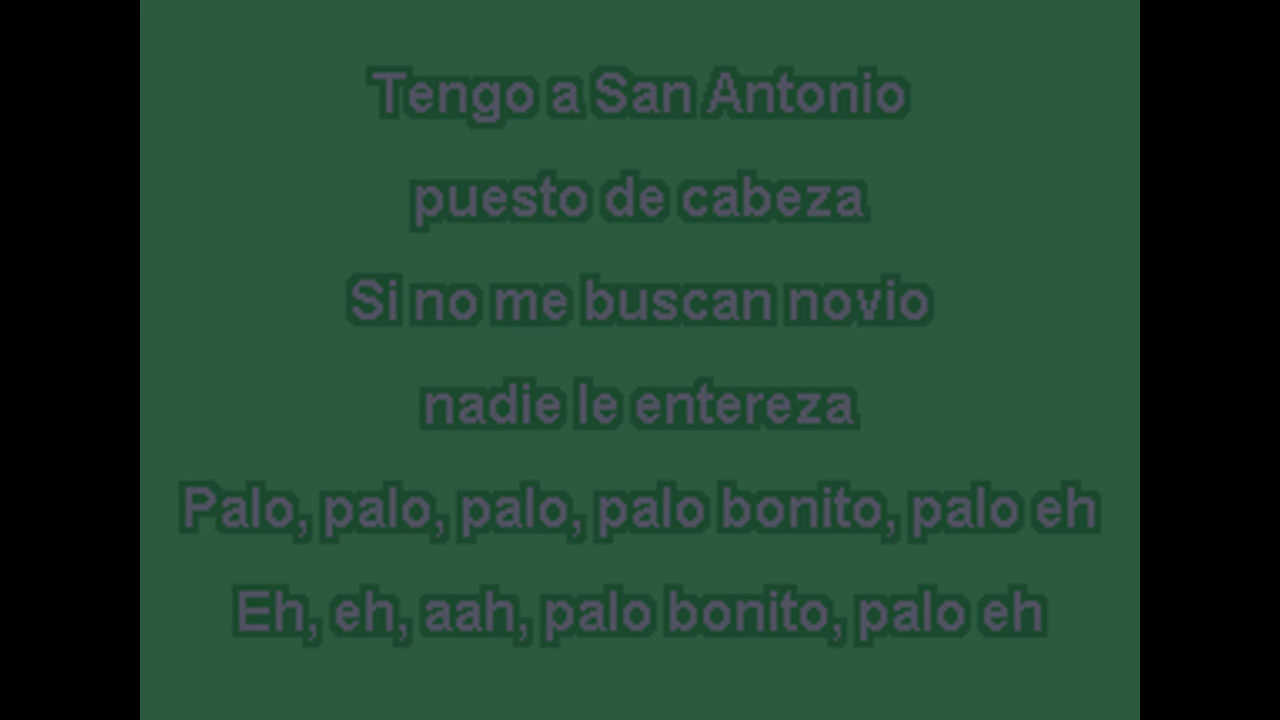 Tengo a San Antonio
puesto de cabeza
Si no me buscan novio
nadie le entereza
Palo, palo, palo, palo bonito, palo eh
Eh, eh, aah, palo bonito, palo eh